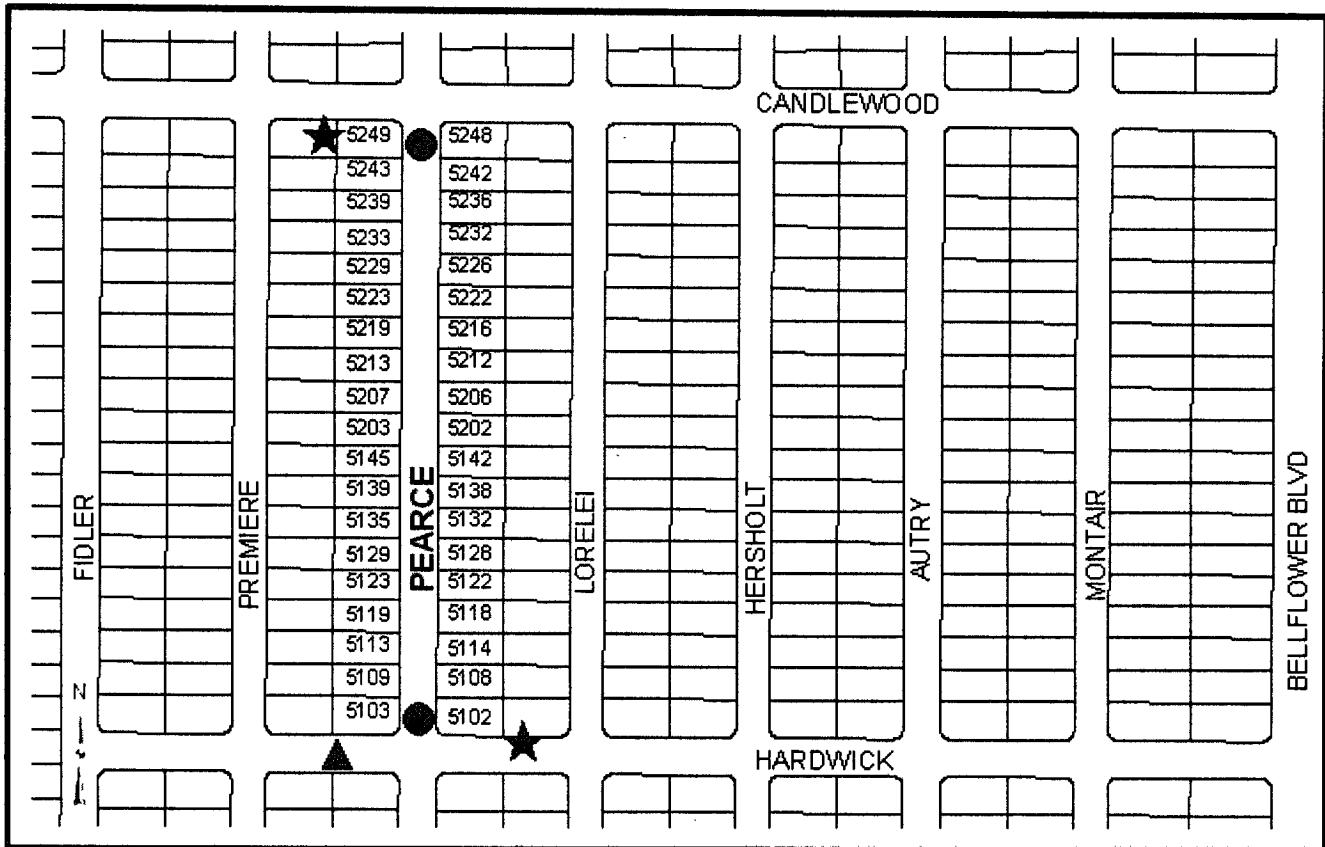 CANDLEWOOD
5249 5248
5243 5242
5239 5236
5233 5232
5229 5226
5223 5222
5219 5216
5213 5212
5207 5206
5203 5202
5145 5142
5139 5138
5135 5132
5129 5128
5123 5122
5119 5118
5113 5114
5109 5108
5103 5102
FIDLER
PREMIERE
PEARCE
LORELEI
HERSHOLT
AUTRY
MONTAIR
BELLFLOWER BLVD
N
HARDWICK